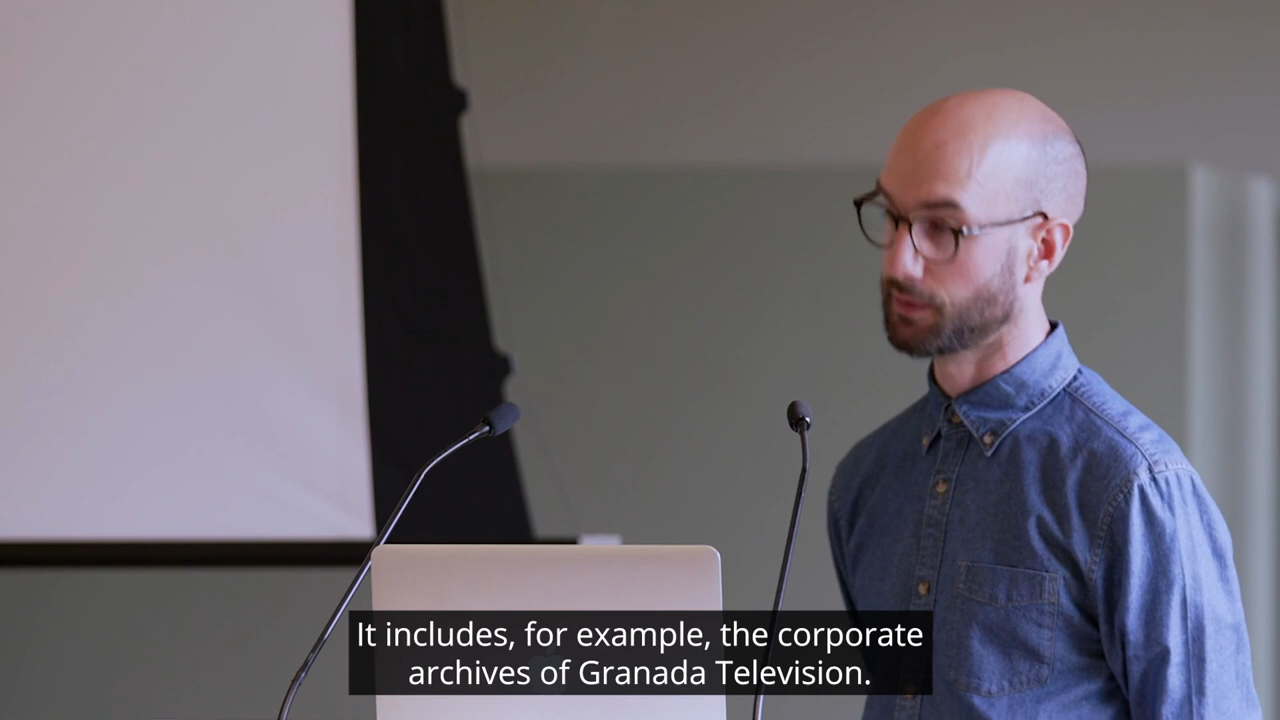 It includes, for example, the corporate
archives of Granada Television.